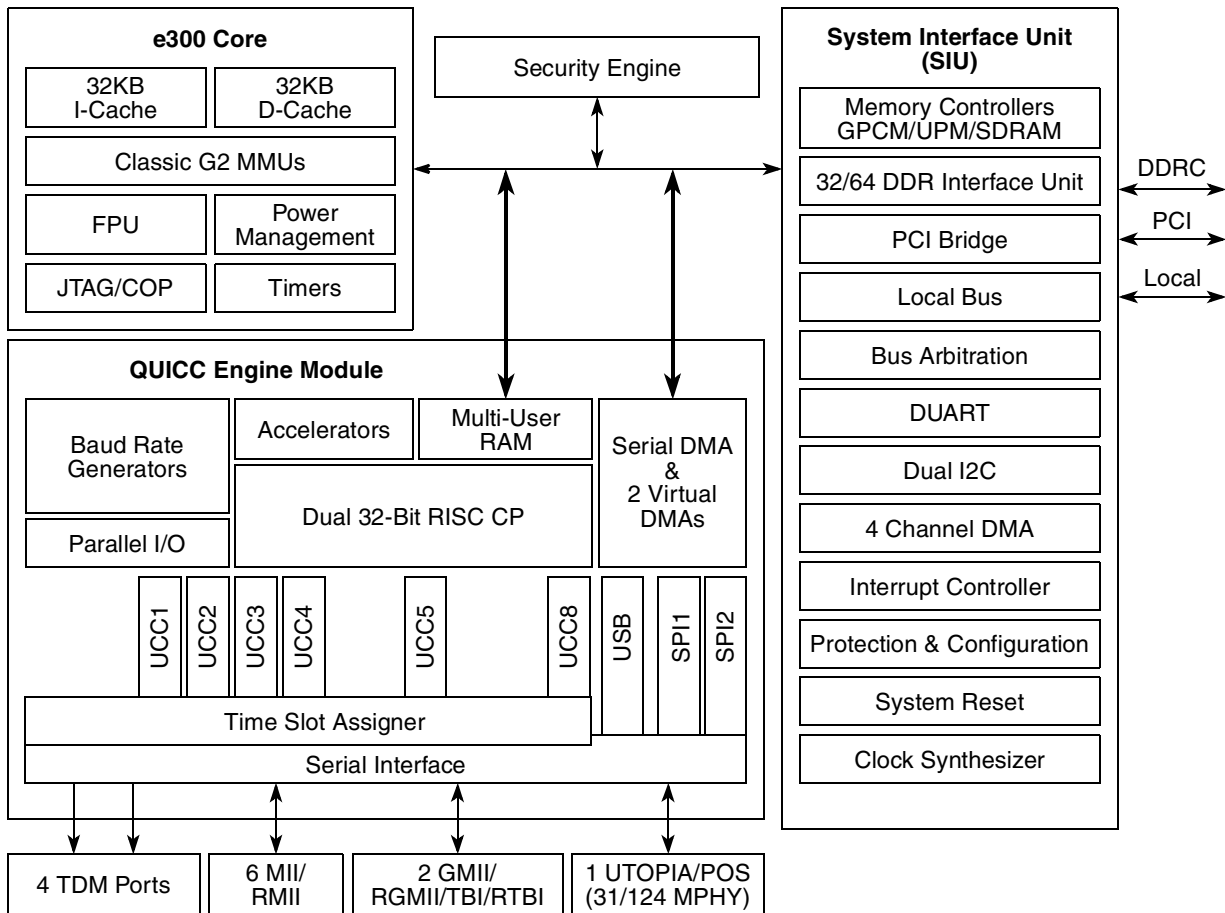 e300 Core
32KB
I-Cache
32KB
D-Cache
Classic G2 MMUs
FPU
Power
Management
JTAG/COP
Timers
Security Engine
System Interface Unit
(SIU)
Memory Controllers
GPCM/UPM/SDRAM
32/64 DDR Interface Unit
PCI Bridge
Local Bus
Bus Arbitration
DUART
Dual I2C
4 Channel DMA
Interrupt Controller
Protection & Configuration
System Reset
Clock Synthesizer
DDRC
PCI
Local
QUICC Engine Module
Baud Rate
Generators
Parallel I/O
Accelerators
Multi-User
RAM
Dual 32-Bit RISC CP
Serial DMA
&
2 Virtual
DMAs
UCC1
UCC2
UCC3
UCC4
UCC5
UCC8
USB
SPI1
SPI2
Time Slot Assigner
Serial Interface
4 TDM Ports
6 MII/
RMII
2 GMII/
RGMII/TBI/RTBI
1 UTOPIA/POS
(31/124 MPHY)